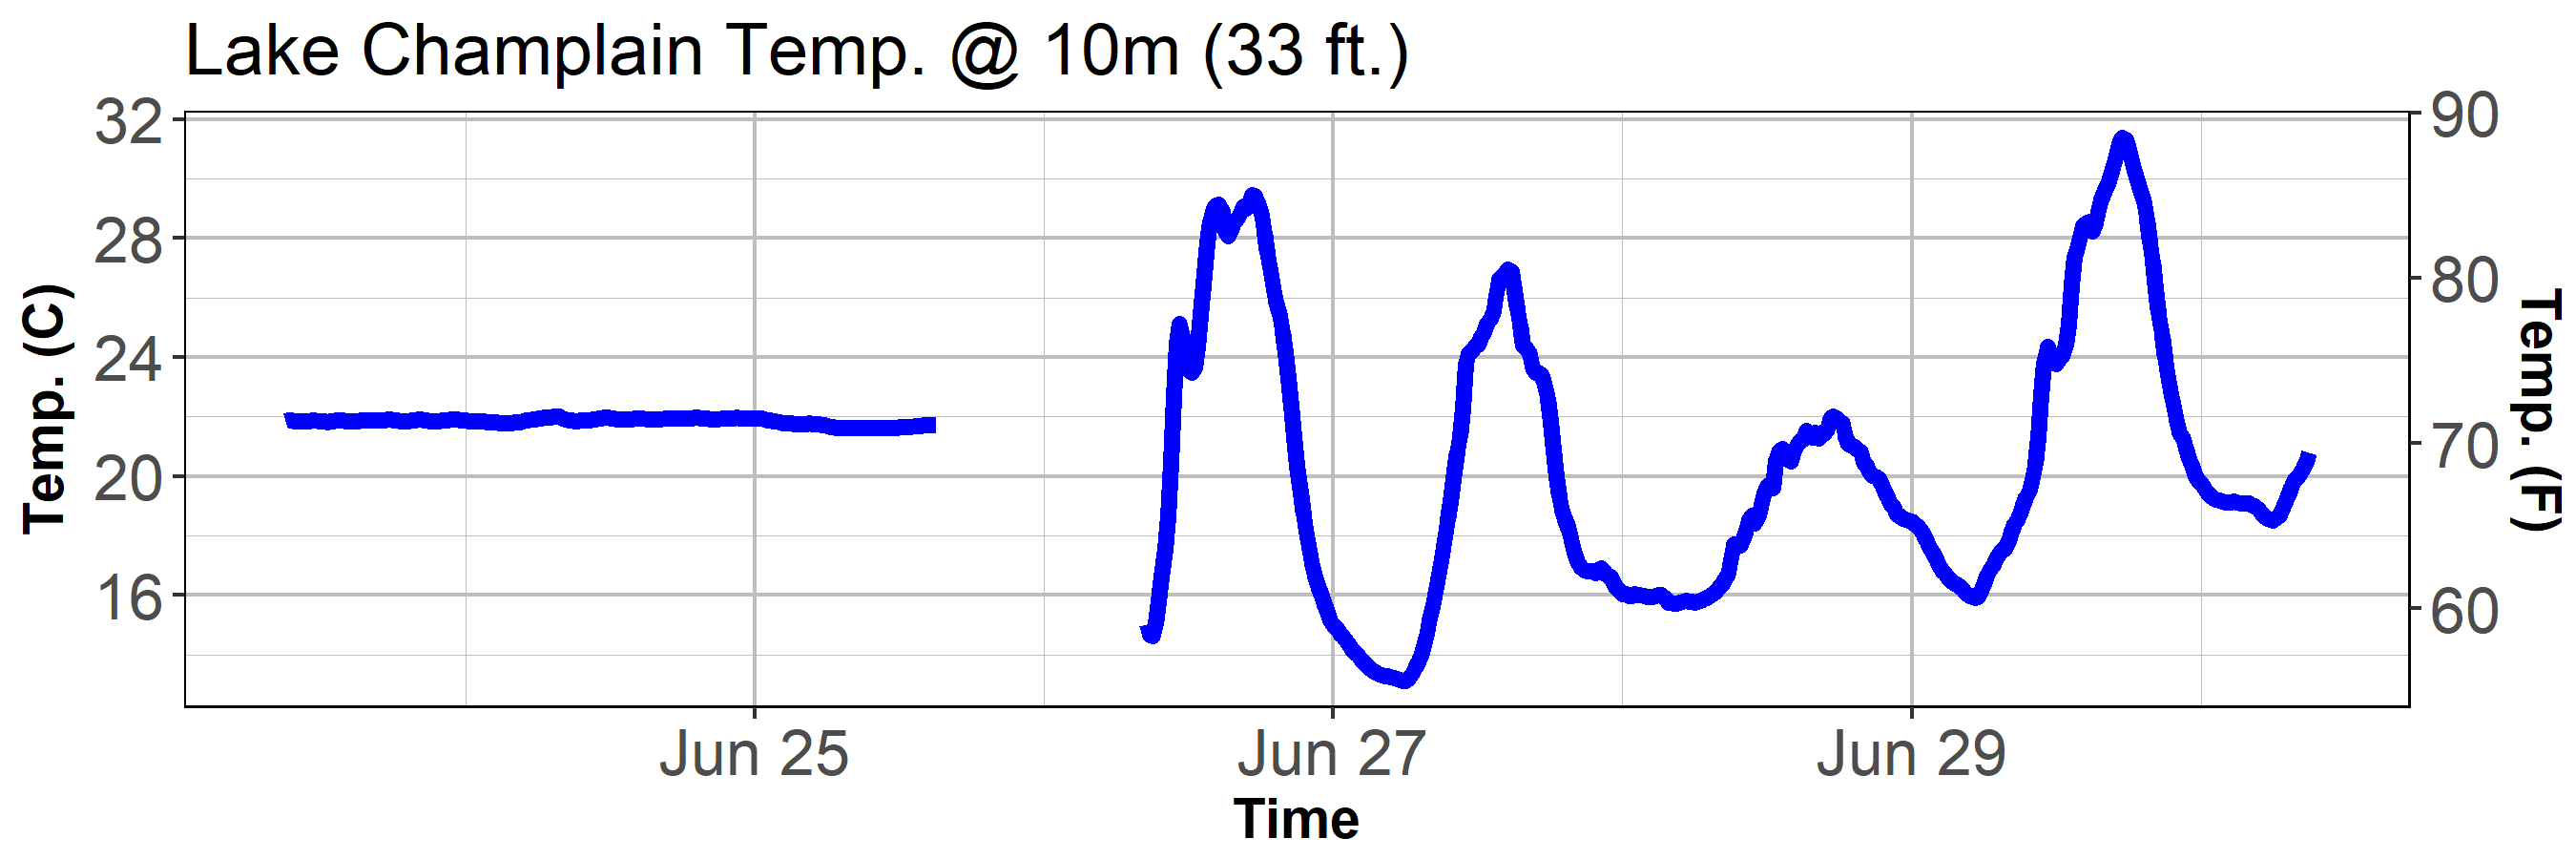 Lake Champlain Temp. @ 10m (33 ft.)
Temp. (C)
32
28
24
20
16
90
80
70
60
Temp. (F)
Jun 25
Jun 27
Jun 29
Time